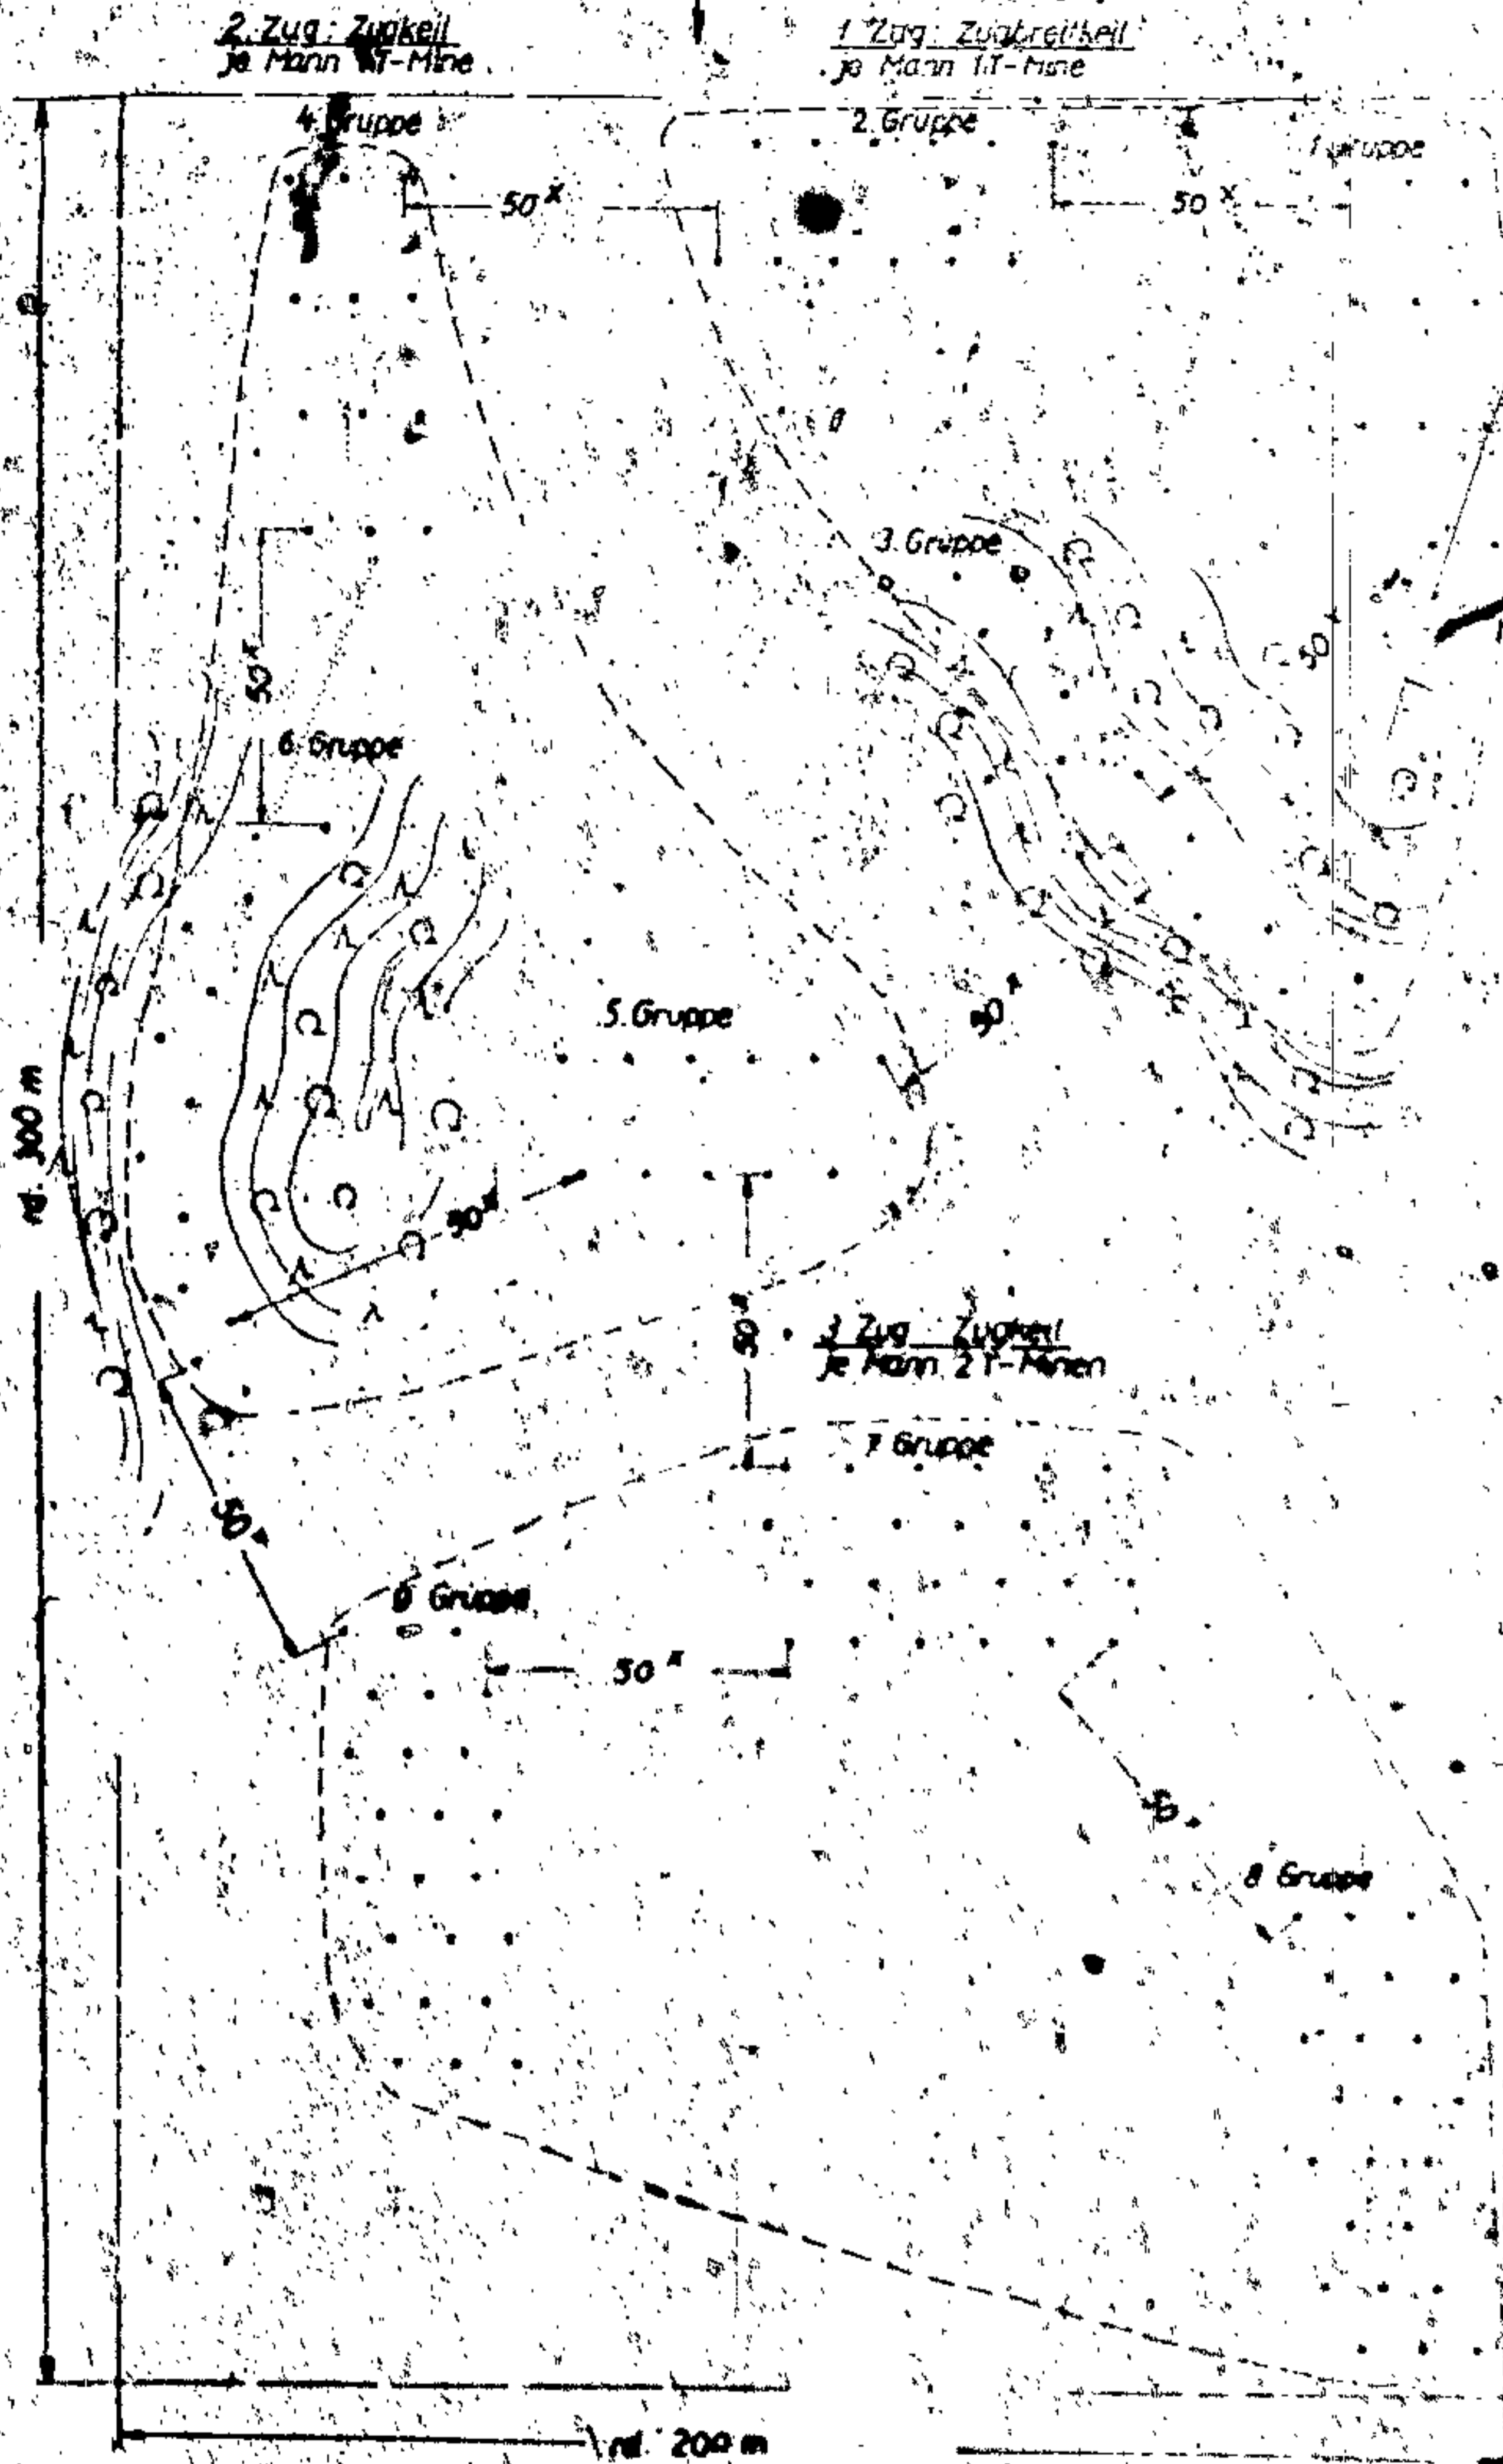 2. Zug: Zugkeil
je Mann 1T-Mine
1. Zug: Zugbreitkeil
je Mann 1T-Mine
4. Gruppe
2. Gruppe
1. Gruppe
50 x
50 x
3. Gruppe
50 x
50 x
6. Gruppe
5. Gruppe
50 x
rd. 300 m
50 x
50 x
3 Zug: Zugkeil
je Mann 2 T-Minen
7 Gruppe
50 x
9 Gruppe
50 x
50 x
8 Gruppe
rd. 200 m